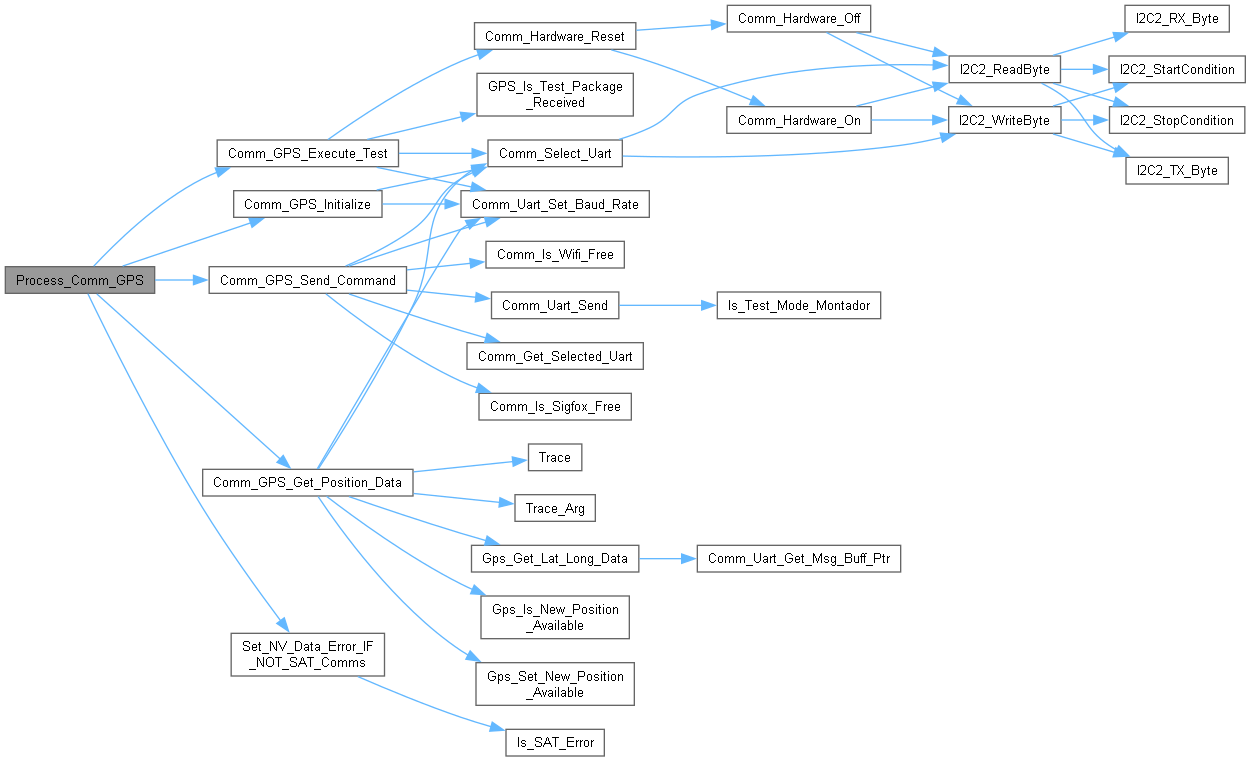 Process_Comm_GPS
Comm_GPS_Execute_Test
Comm_GPS_Initialize
Comm_GPS_Send_Command
Comm_GPS_Get_Position_Data
Set_NV_Data_Error_IF
_NOT_SAT_Comms
Comm_Hardware_Reset
GPS_Is_Test_Package
_Received
Comm_Select_Uart
Comm_Uart_Set_Baud_Rate
Comm_Is_Wifi_Free
Comm_Uart_Send
Comm_Get_Selected_Uart
Comm_Is_Sigfox_Free
Trace
Trace_Arg
Gps_Get_Lat_Long_Data
Gps_Is_New_Position
_Available
Gps_Set_New_Position
_Available
Is_SAT_Error
Comm_Hardware_Off
Comm_Hardware_On
Is_Test_Mode_Montador
Comm_Uart_Get_Msg_Buff_Ptr
I2C2_ReadByte
I2C2_WriteByte
I2C2_RX_Byte
I2C2_StartCondition
I2C2_StopCondition
I2C2_TX_Byte